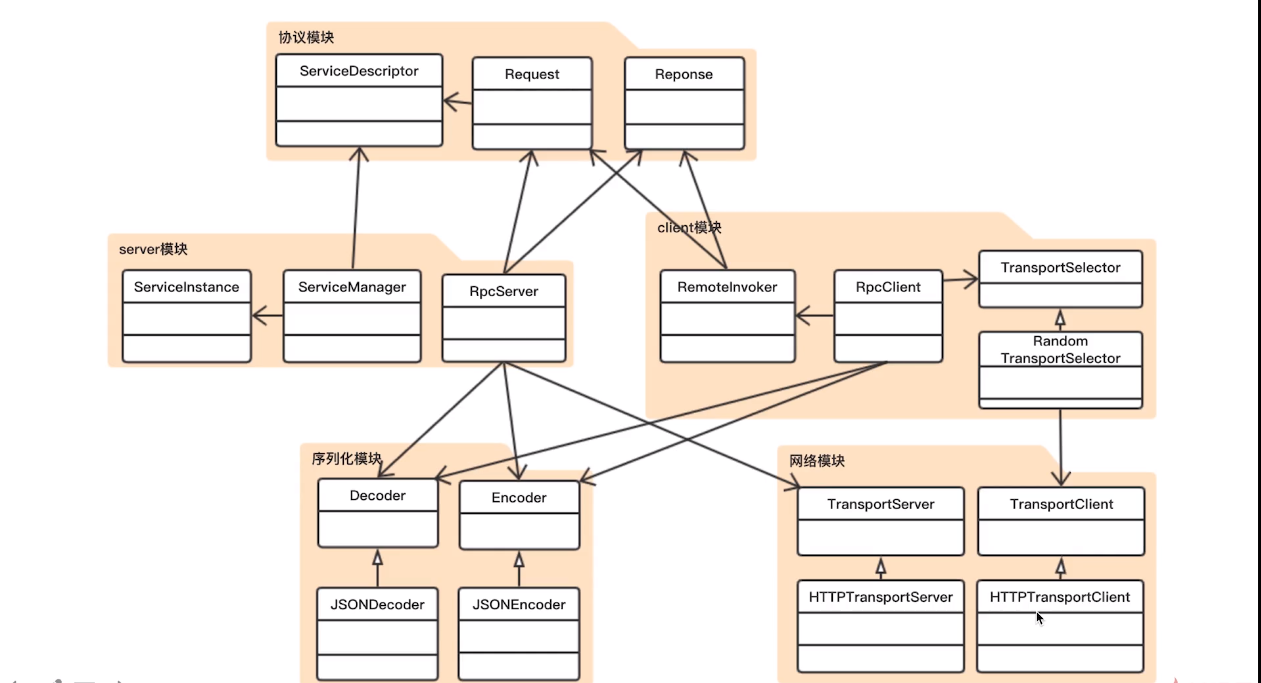 协议模块
ServiceDescriptor
Request
Reponse
server模块
ServiceInstance
ServiceManager
RpcServer
client模块
RemoteInvoker
RpcClient
TransportSelector
Random
TransportSelector
序列化模块
Decoder
Encoder
JSONDecoder
JSONEncoder
网络模块
TransportServer
TransportClient
HTTPTransportServer
HTTPTransportClient